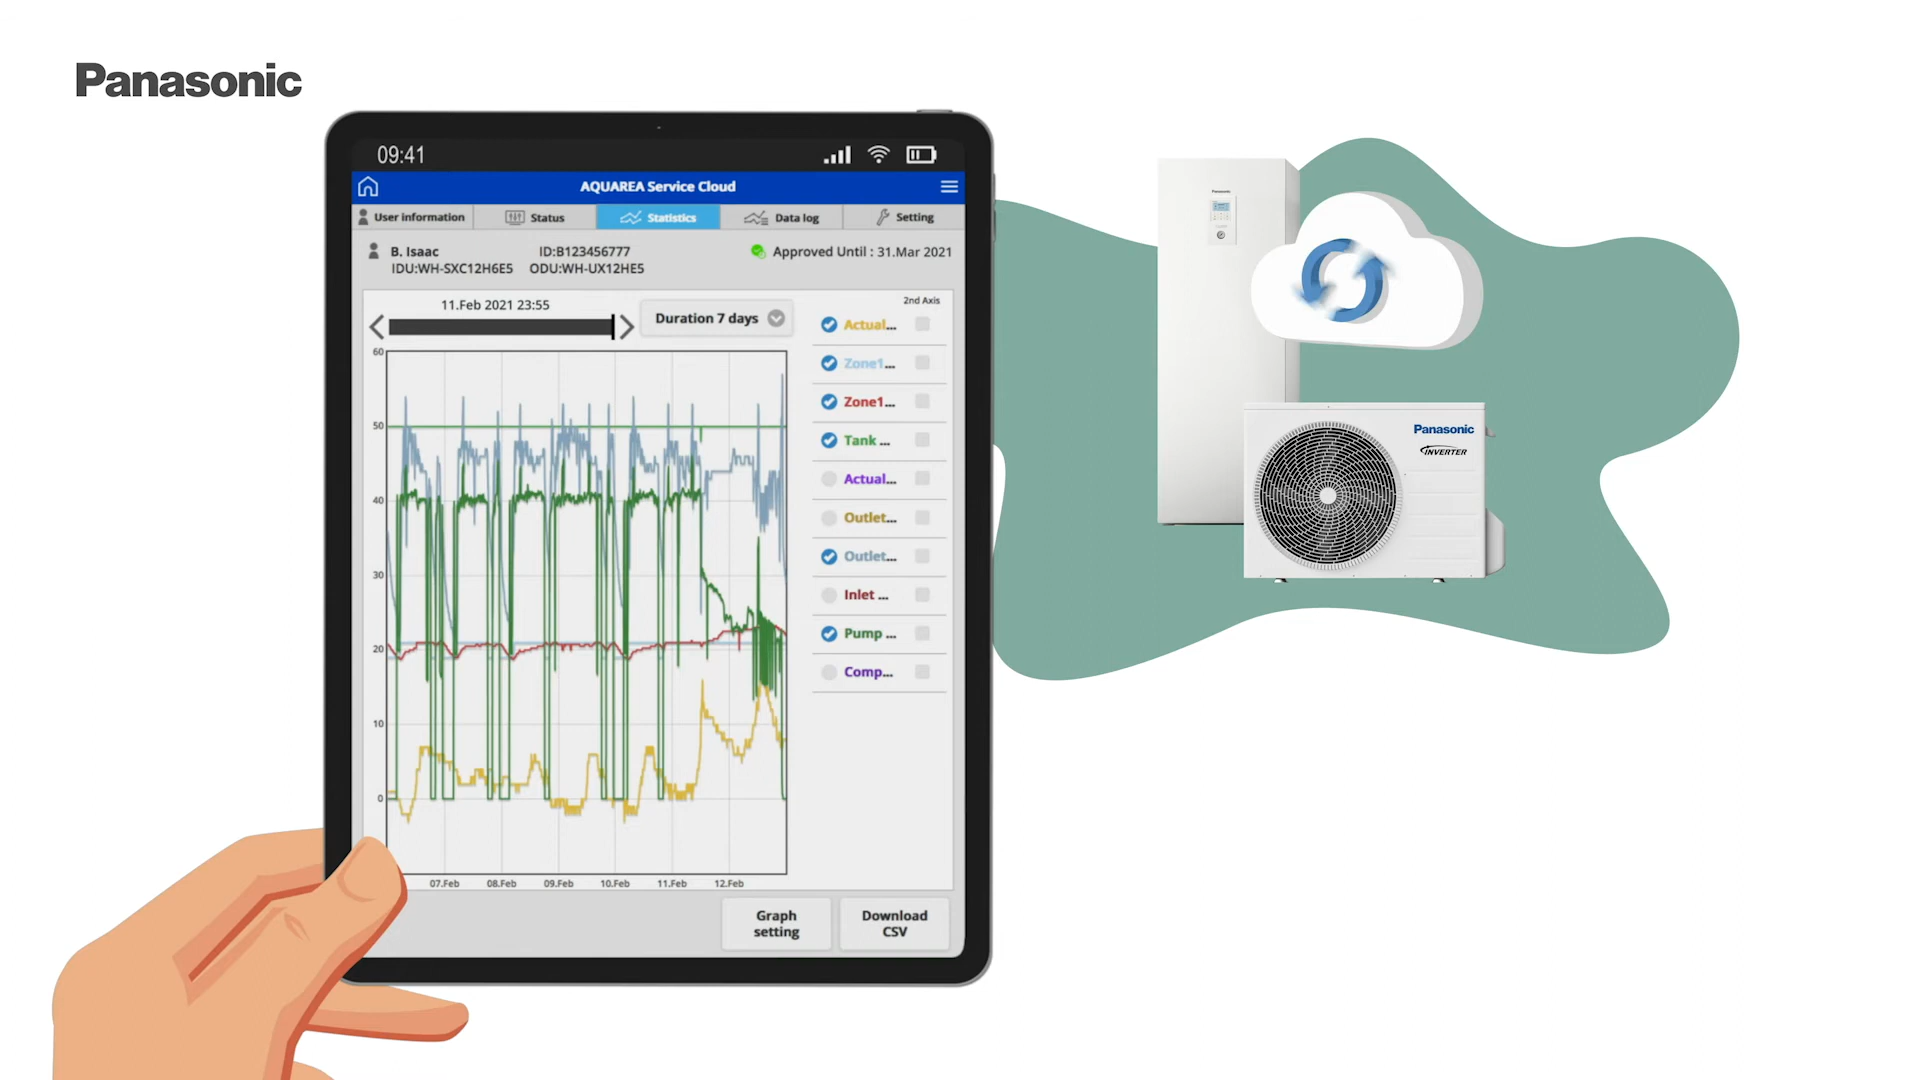 Panasonic
09:41
AQUAREA Service Cloud
User information
Status
Statistics
Data log
Setting
B. Isaac
ID:B123456777
Approved Until : 31.Mar 2021
IDU:WH-SXC12H6E5
ODU:WH-UX12HE5
11.Feb 2021 23:55
Duration 7 days
2nd Axis
Actual...
Zone1...
Zone1...
Tank ...
Actual...
Outlet...
Outlet...
Inlet ...
Pump ...
Comp...
60
50
40
30
20
10
0
07.Feb
08.Feb
09.Feb
10.Feb
11.Feb
12.Feb
Graph
setting
Download
CSV
Panasonic
Panasonic
INVERTER